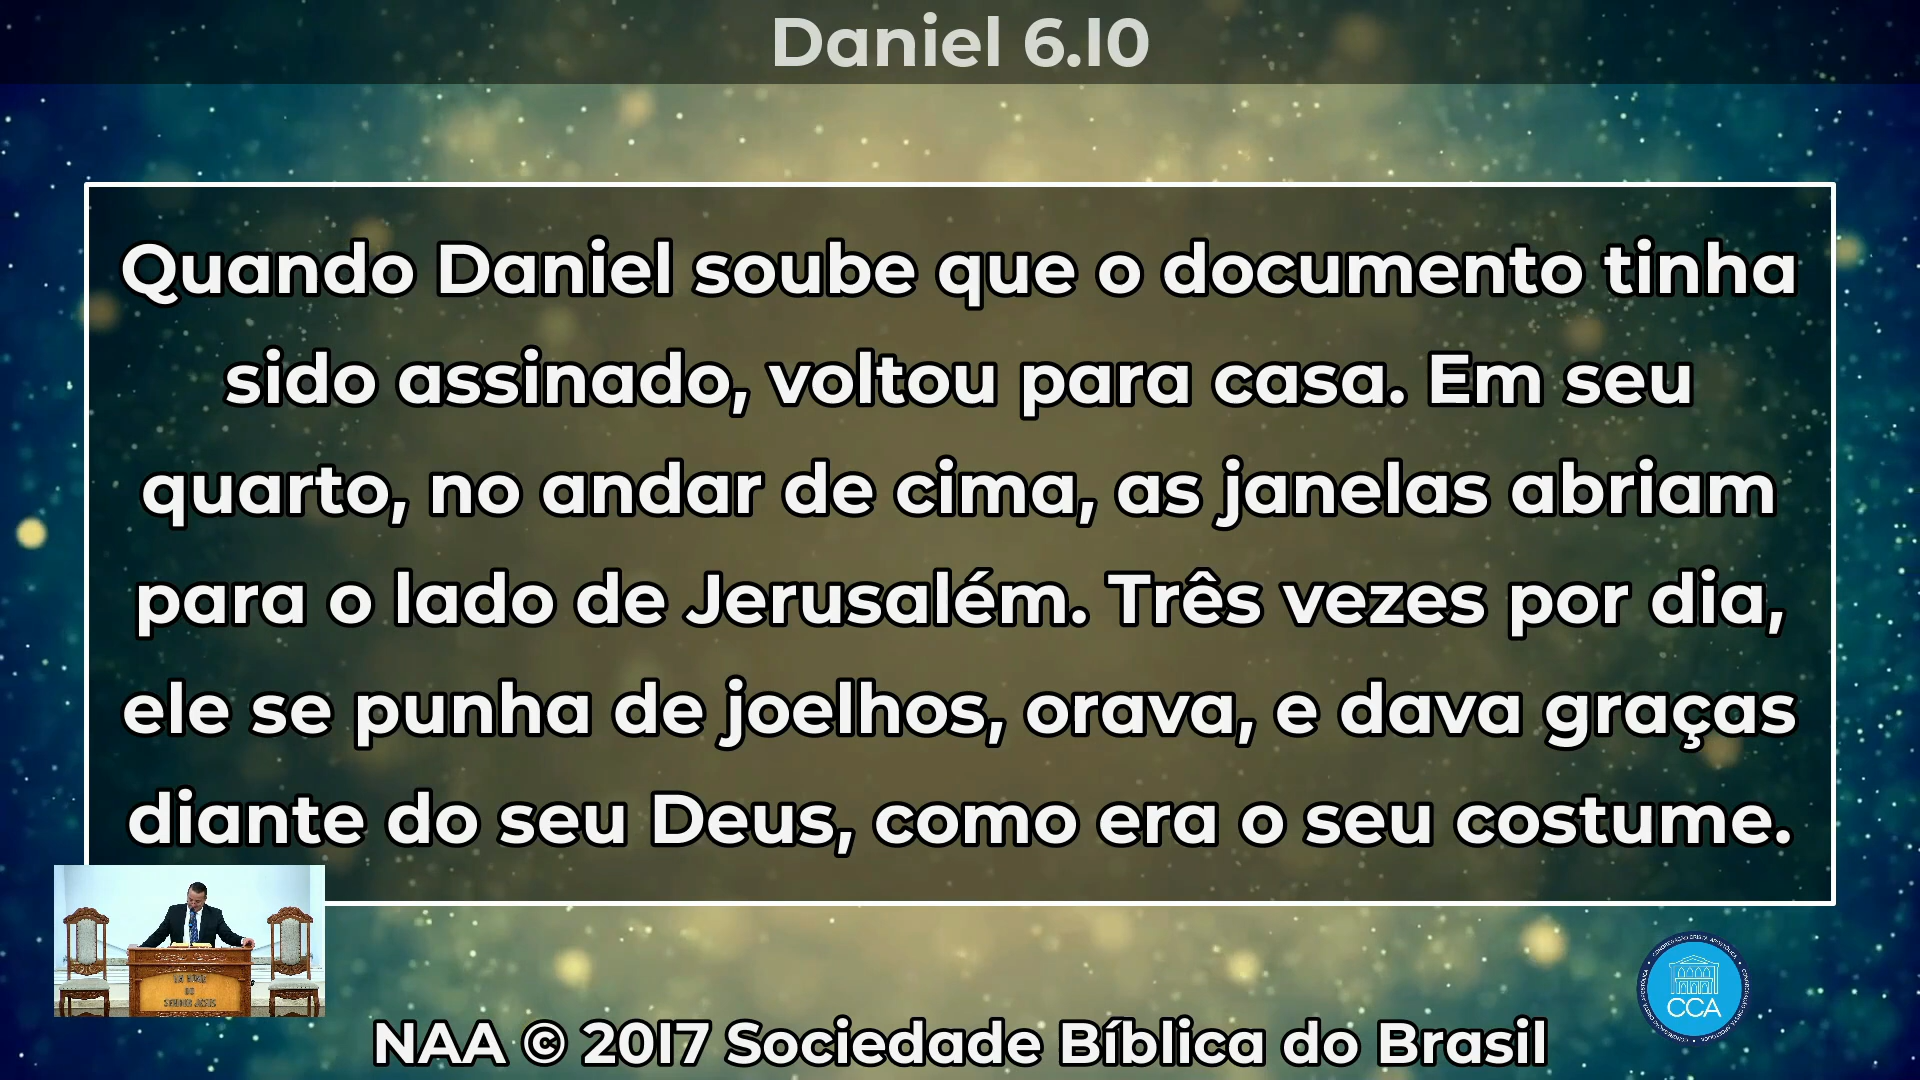 Daniel 6.10
Quando Daniel soube que o documento tinha
sido assinado, voltou para casa. Em seu
quarto, no andar de cima, as janelas abriam
para o lado de Jerusalém. Três vezes por dia,
ele se punha de joelhos, orava, e dava graças
diante do seu Deus, como era o seu costume.
CCA
NAA © 2017 Sociedade Bíblica do Brasil